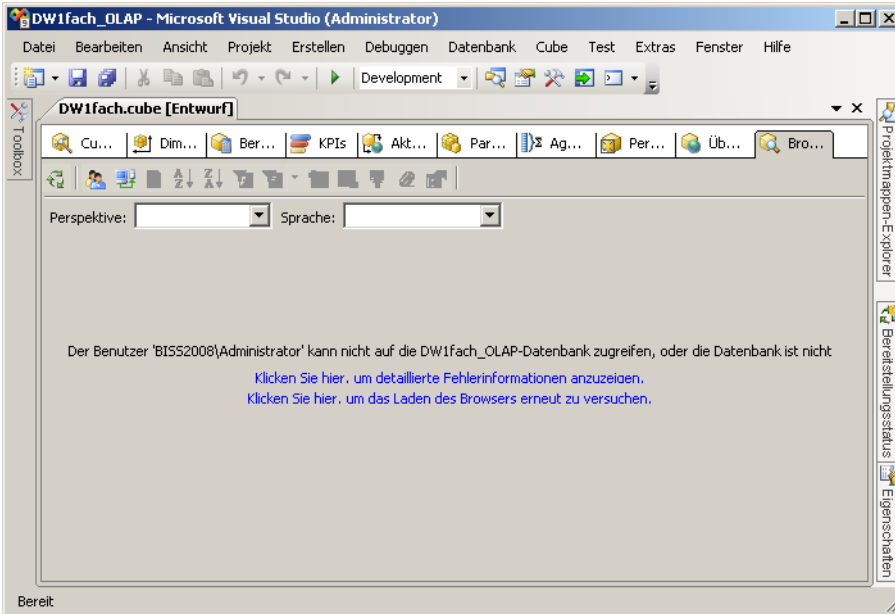 DW1fach_OLAP - Microsoft Visual Studio (Administrator)
Datei Bearbeiten Ansicht Projekt Erstellen Debuggen Datenbank Cube Test Extras Fenster Hilfe
Development
DW1fach.cube [Entwurf]
Cu... Dim... Ber... KPIs Akt... Par... Ag... Per... Üb... Bro...
Perspektive: Sprache:
Der Benutzer 'BISS2008\Administrator' kann nicht auf die DW1fach_OLAP-Datenbank zugreifen, oder die Datenbank ist nicht
Klicken Sie hier, um detaillierte Fehlerinformationen anzuzeigen.
Klicken Sie hier, um das Laden des Browsers erneut zu versuchen.
Toolbox
Projektmappen-Explorer
Bereitstellungsstatus
Eigenschaften
Bereit